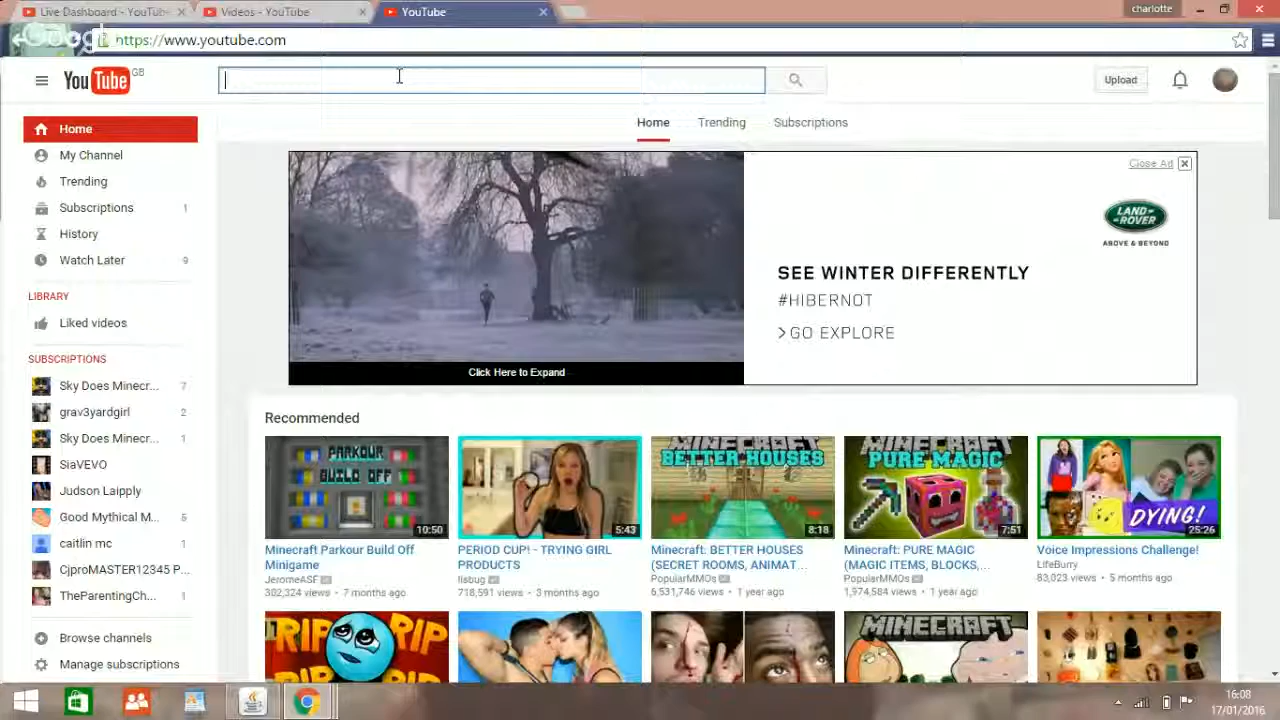 Live Dashboard - YouTube
Videos - YouTube
YouTube
charlotte
https://www.youtube.com
YouTube GB
Upload
Home
Trending
Subscriptions
Home
My Channel
Trending
Subscriptions 1
History
Watch Later 9
LIBRARY
Liked videos
SUBSCRIPTIONS
Sky Does Minecr... 7
grav3yardgirl 2
Sky Does Minecr... 1
SiaVEVO
Judson Laipply
Good Mythical M... 5
caitlin mc 1
CjproMASTER12345 P...
TheParentingCh... 1
Browse channels
Manage subscriptions
Close Ad
LAND-ROVER
ABOVE & BEYOND
SEE WINTER DIFFERENTLY
#HIBERNOT
>GO EXPLORE
Click Here to Expand
Recommended
PARKOUR
BUILD OFF
10:50
Minecraft Parkour Build Off
Minigame
JeromeASF
302,324 views • 7 months ago
5:43
PERIOD CUP! - TRYING GIRL
PRODUCTS
718,591 views • 3 months ago
MINECRAFT
BETTER HOUSES
8:18
Minecraft: BETTER HOUSES
(SECRET ROOMS, ANIMAT...
PopularMMOs
6,531,746 views • 1 year ago
MINECRAFT
PURE MAGIC
7:51
Minecraft: PURE MAGIC
(MAGIC ITEMS, BLOCKS,...
PopularMMOs
1,974,584 views • 1 year ago
DYING!
25:26
Voice Impressions Challenge!
LifeBurry
83,023 views • 5 months ago
RIP RIP
RIP RIP
MINECRAFT
16:08
17/01/2016